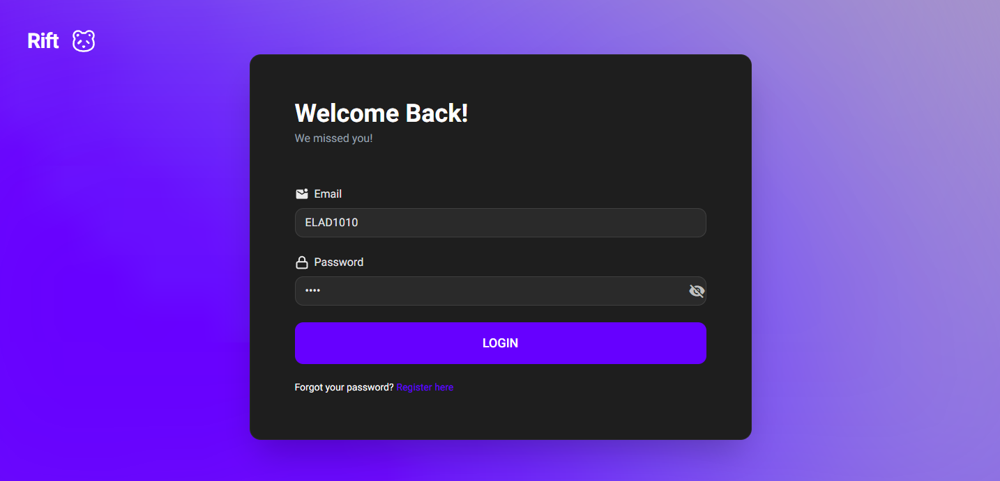 Rift
Welcome Back!
We missed you!
Email
ELAD1010
Password
••••
LOGIN
Forgot your password? Register here